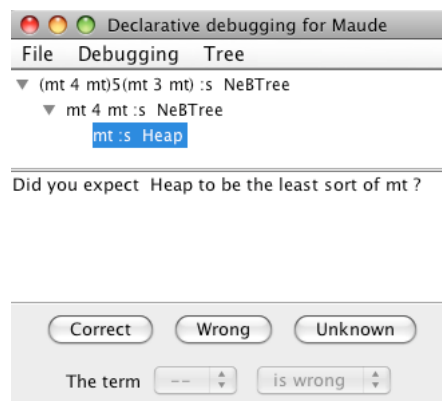 Declarative debugging for Maude
File Debugging Tree
(mt 4 mt)5(mt 3 mt) :s NeBTree
mt 4 mt :s NeBTree
mt :s Heap
Did you expect Heap to be the least sort of mt ?
Correct Wrong Unknown
The term -- is wrong